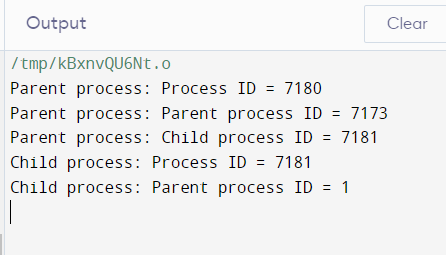 Output
Clear
/tmp/kBxnvQU6Nt.o
Parent process: Process ID = 7180
Parent process: Parent process ID = 7173
Parent process: Child process ID = 7181
Child process: Process ID = 7181
Child process: Parent process ID = 1